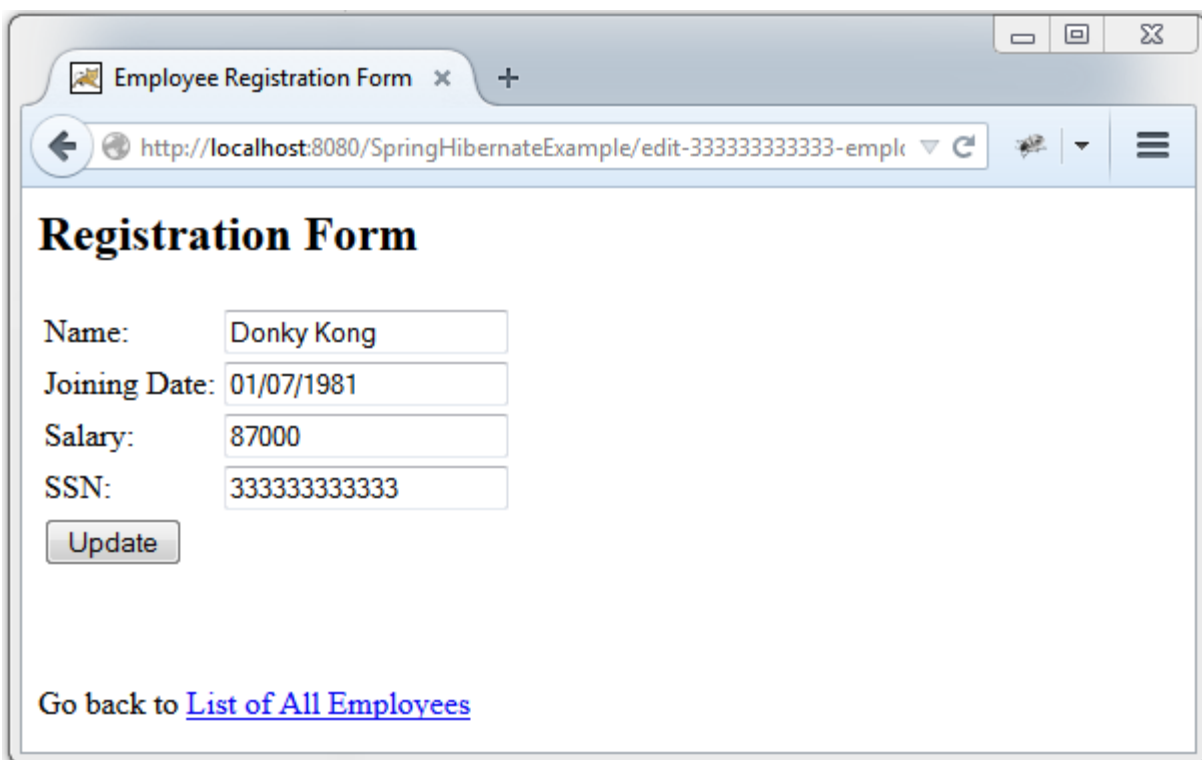 Employee Registration Form
http://localhost:8080/SpringHibernateExample/edit-333333333333-empl
Registration Form
Name: Donky Kong
Joining Date: 01/07/1981
Salary: 87000
SSN: 333333333333
Update
Go back to List of All Employees